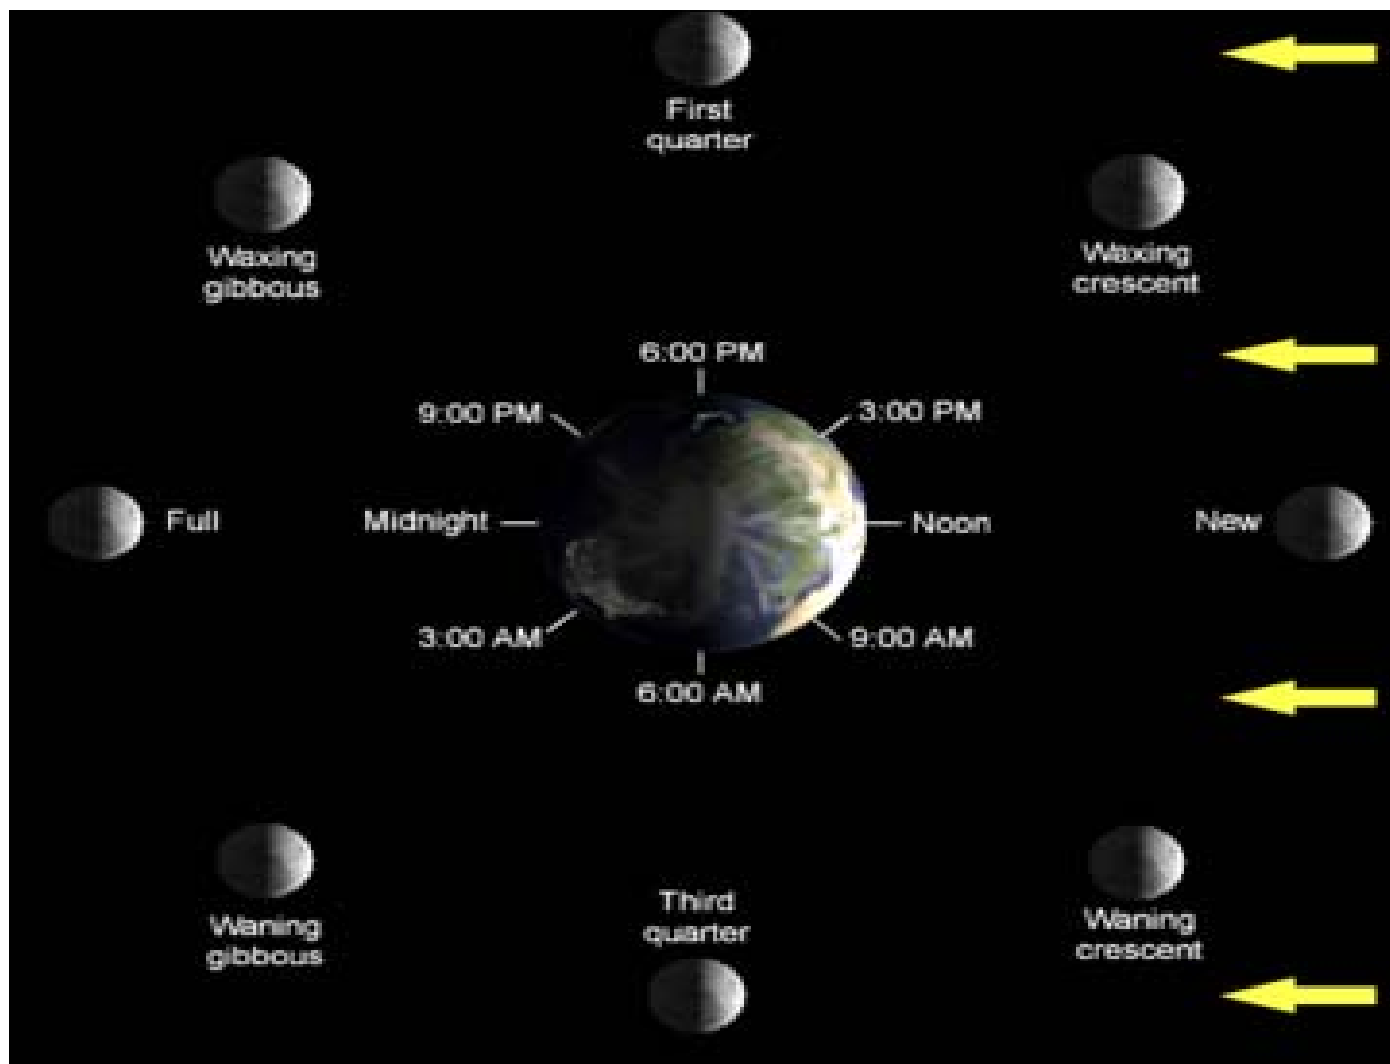 First
quarter
Waxing
gibbous
Waxing
crescent
6:00 PM
9:00 PM
3:00 PM
Full
Midnight
Noon
New
3:00 AM
9:00 AM
6:00 AM
Third
quarter
Waning
gibbous
Waning
crescent